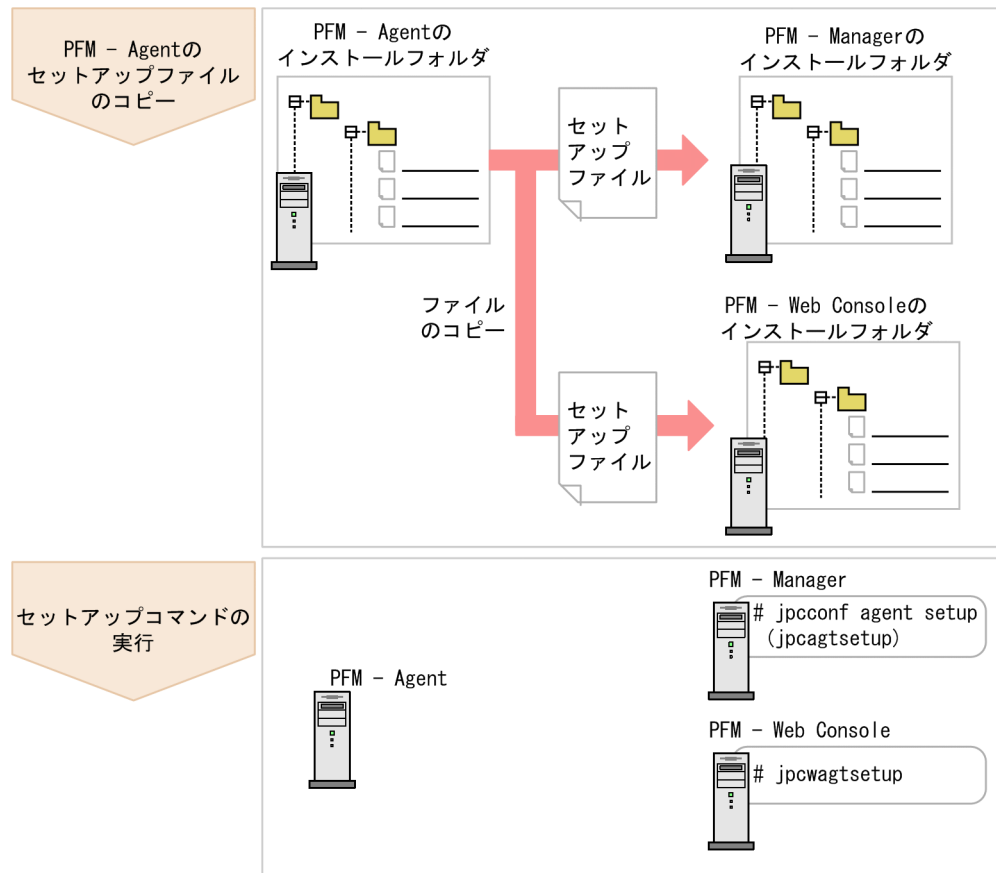 PFM - Agentの
セットアップファイル
のコピー
PFM - Agentの
インストールフォルダ
PFM - Managerの
インストールフォルダ
セット
アップ
ファイル
ファイル
のコピー
PFM - Web Consoleの
インストールフォルダ
セット
アップ
ファイル
セットアップコマンドの
実行
PFM - Agent
PFM - Manager
# jpcconf agent setup
(jpcagtsetup)
PFM - Web Console
# jpcwagtsetup